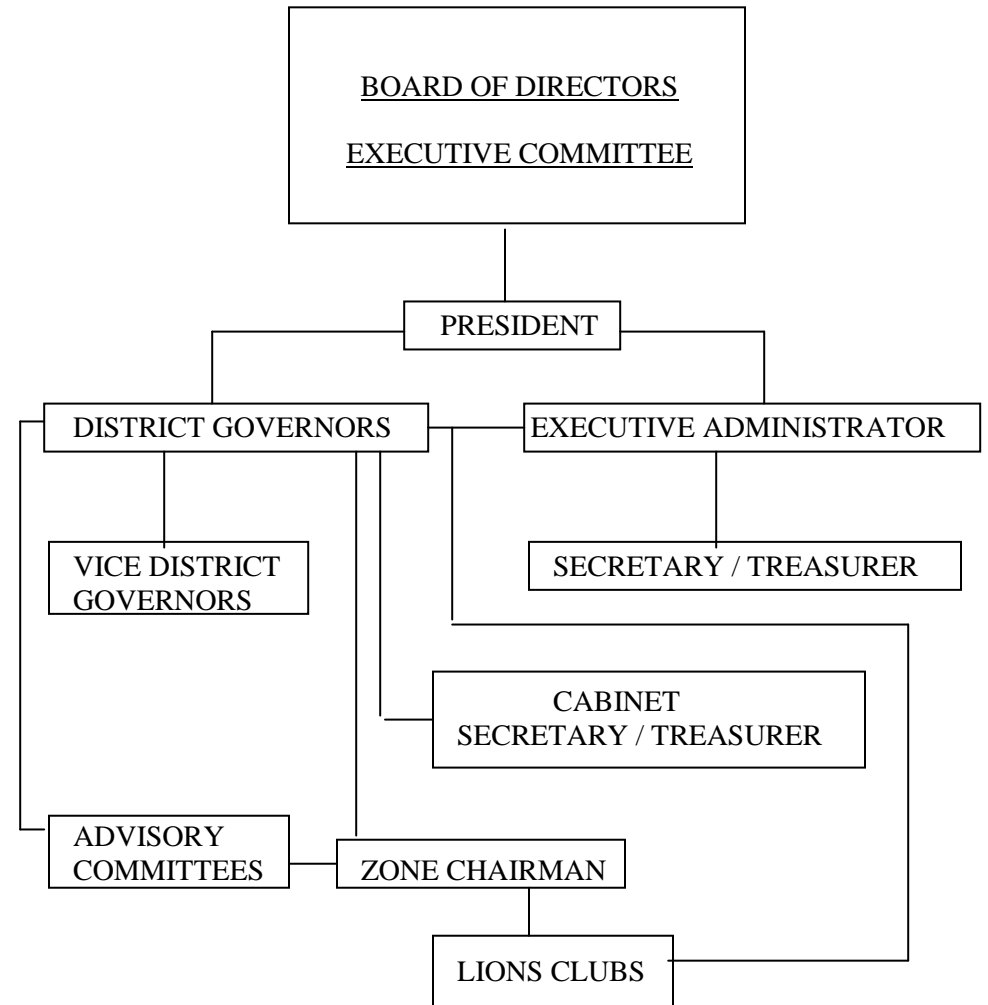 BOARD OF DIRECTORS
EXECUTIVE COMMITTEE
PRESIDENT
DISTRICT GOVERNORS
EXECUTIVE ADMINISTRATOR
VICE DISTRICT
GOVERNORS
SECRETARY / TREASURER
CABINET
SECRETARY / TREASURER
ADVISORY
COMMITTEES
ZONE CHAIRMAN
LIONS CLUBS